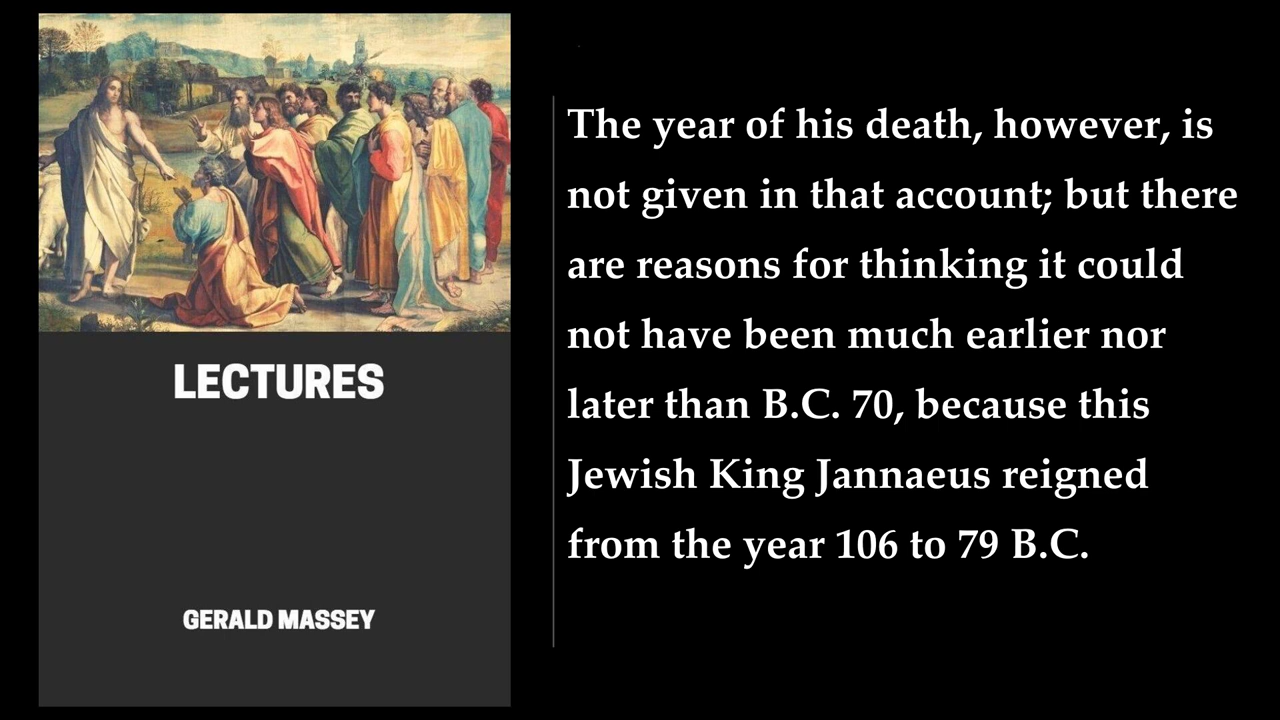 LECTURES
GERALD MASSEY
The year of his death, however, is
not given in that account; but there
are reasons for thinking it could
not have been much earlier nor
later than B.C. 70, because this
Jewish King Jannaeus reigned
from the year 106 to 79 B.C.